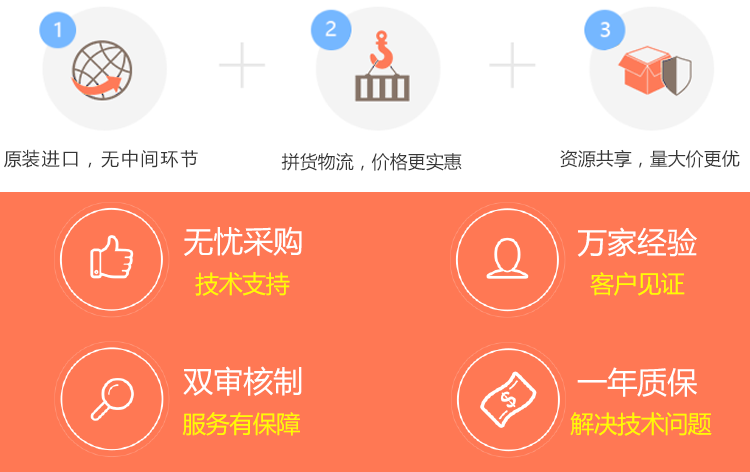 1
2
3
原装进口，无中间环节
拼货物流，价格更实惠
资源共享，量大价更优
无忧采购
技术支持
万家经验
客户见证
双审核制
服务有保障
$
一年质保
解决技术问题